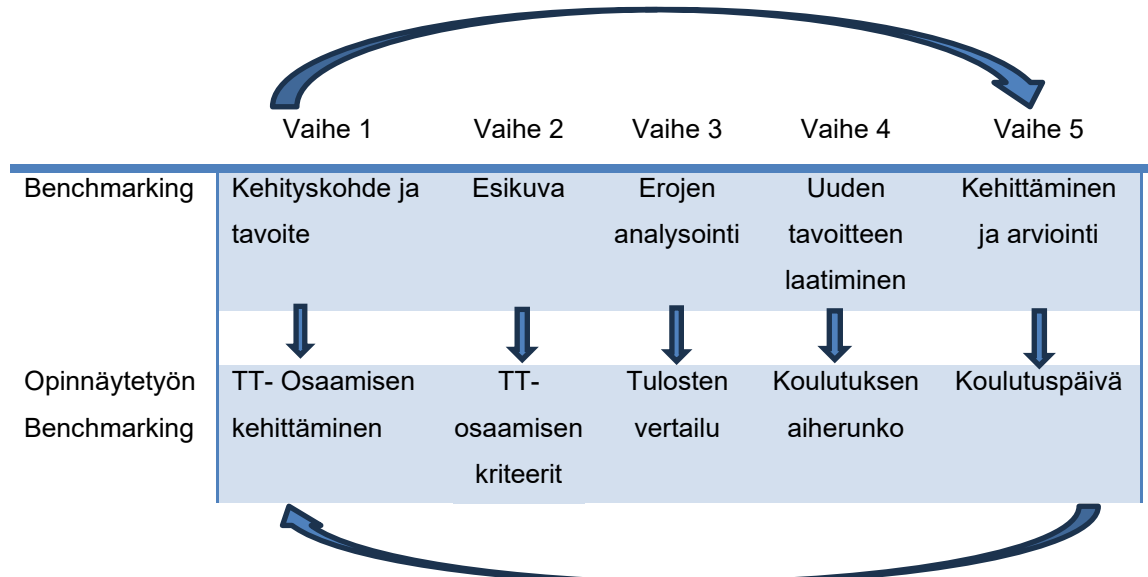 Vaihe 1 Vaihe 2 Vaihe 3 Vaihe 4 Vaihe 5
Benchmarking Kehityskohde ja Esikuva Erojen Uuden Kehittäminen
tavoite analysointi tavoitteen ja arviointi
laatiminen
Opinnäytetyön TT- Osaamisen TT- Tulosten Koulutuksen Koulutuspäivä
Benchmarking kehittäminen osaamisen vertailu aiherunko
kriteerit